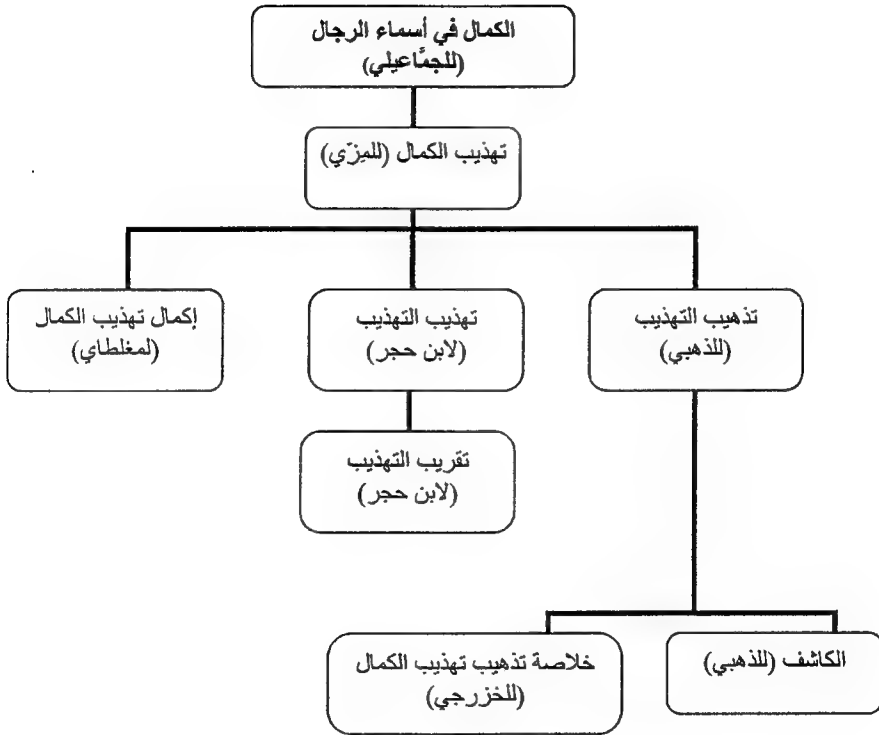 الكمال في أسماء الرجال
(للجمَّاعيلي)
تهذيب الكمال (للمِزّي)
تذهيب التهذيب
(للذهبي)
تهذيب التهذيب
(لابن حجر)
إكمال تهذيب الكمال
(لمغلطاي)
تقريب التهذيب
(لابن حجر)
الكاشف (للذهبي)
خلاصة تذهيب تهذيب الكمال
(للخزرجي)